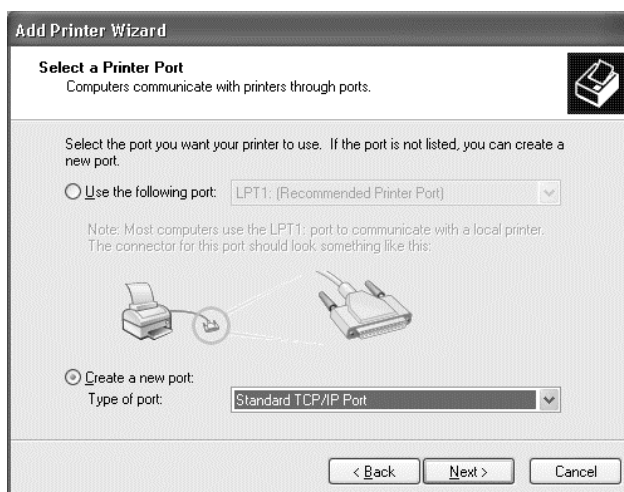 Add Printer Wizard
Select a Printer Port
Computers communicate with printers through ports.
Select the port you want your printer to use. If the port is not listed, you can create a
new port.
Use the following port: LPT1: (Recommended Printer Port)
Note: Most computers use the LPT1: port to communicate with a local printer.
The connector for this port should look something like this:
Create a new port:
Type of port: Standard TCP/IP Port
< Back Next > Cancel